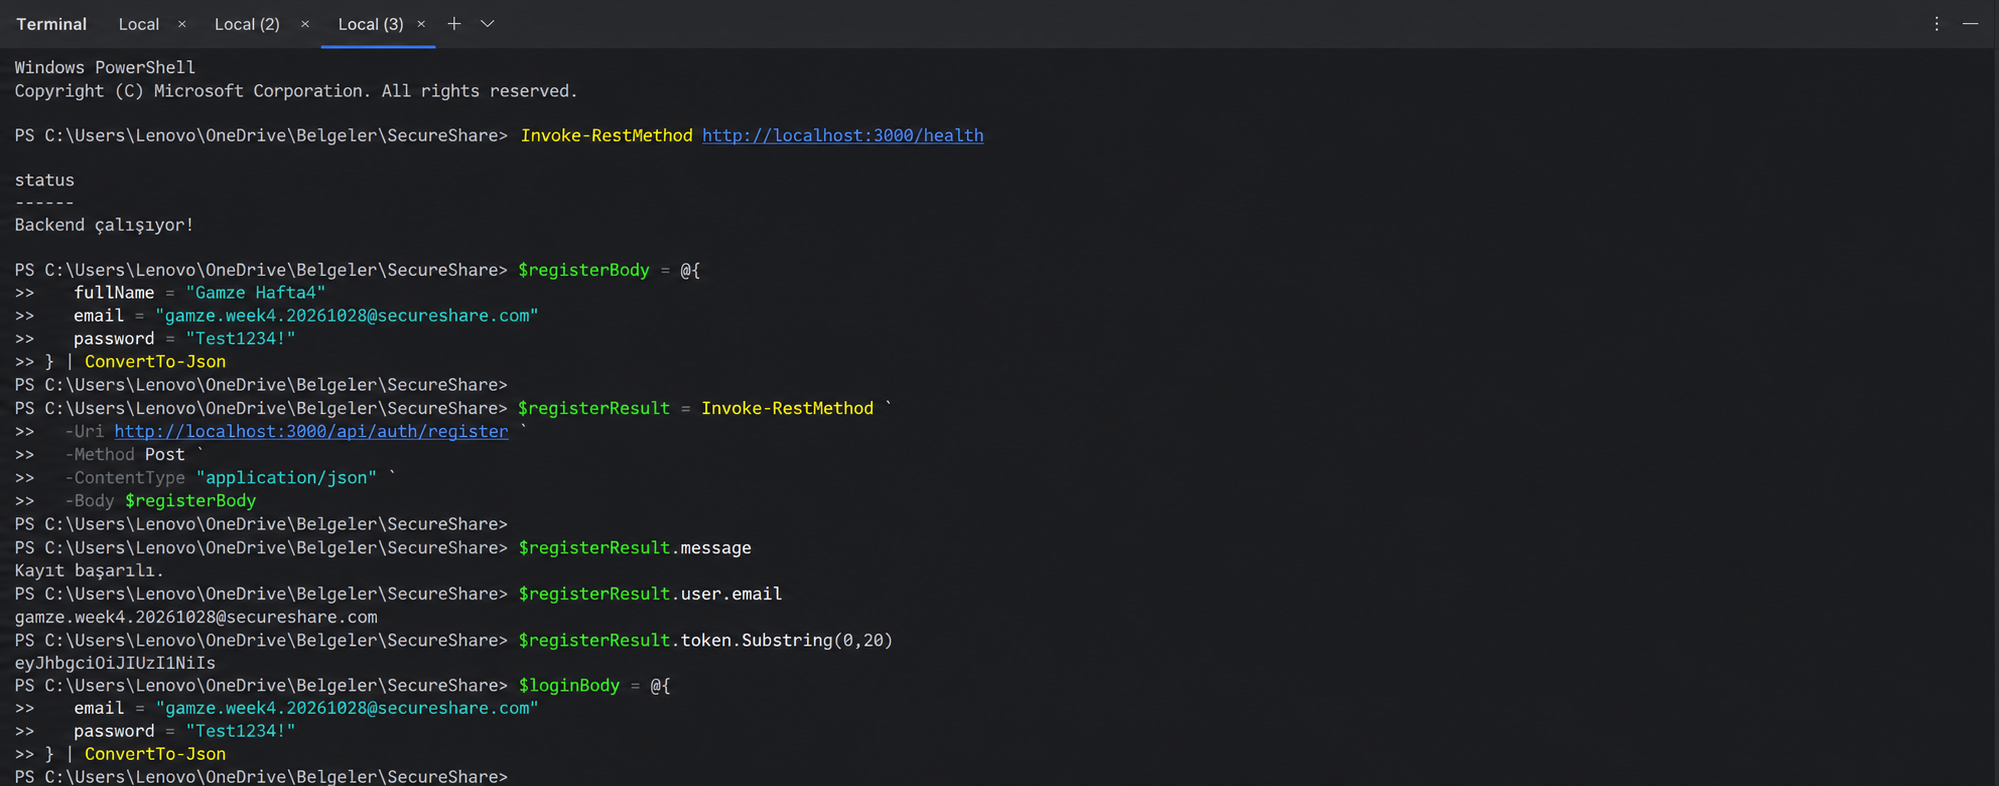 Terminal Local × Local (2) × Local (3) × +
Windows PowerShell
Copyright (C) Microsoft Corporation. All rights reserved.
PS C:\Users\Lenovo\OneDrive\Belgeler\SecureShare> Invoke-RestMethod http://localhost:3000/health
status
------
Backend çalışıyor!
PS C:\Users\Lenovo\OneDrive\Belgeler\SecureShare> $registerBody = @{
>>    fullName = "Gamze Hafta4"
>>    email = "gamze.week4.20261028@secureshare.com"
>>    password = "Test1234!"
>> } | ConvertTo-Json
PS C:\Users\Lenovo\OneDrive\Belgeler\SecureShare>
PS C:\Users\Lenovo\OneDrive\Belgeler\SecureShare> $registerResult = Invoke-RestMethod `
>>   -Uri http://localhost:3000/api/auth/register `
>>   -Method Post `
>>   -ContentType "application/json" `
>>   -Body $registerBody
PS C:\Users\Lenovo\OneDrive\Belgeler\SecureShare>
PS C:\Users\Lenovo\OneDrive\Belgeler\SecureShare> $registerResult.message
Kayıt başarılı.
PS C:\Users\Lenovo\OneDrive\Belgeler\SecureShare> $registerResult.user.email
gamze.week4.20261028@secureshare.com
PS C:\Users\Lenovo\OneDrive\Belgeler\SecureShare> $registerResult.token.Substring(0,20)
eyJhbgciOiJIUzI1NiIs
PS C:\Users\Lenovo\OneDrive\Belgeler\SecureShare> $loginBody = @{
>>    email = "gamze.week4.20261028@secureshare.com"
>>    password = "Test1234!"
>> } | ConvertTo-Json
PS C:\Users\Lenovo\OneDrive\Belgeler\SecureShare>